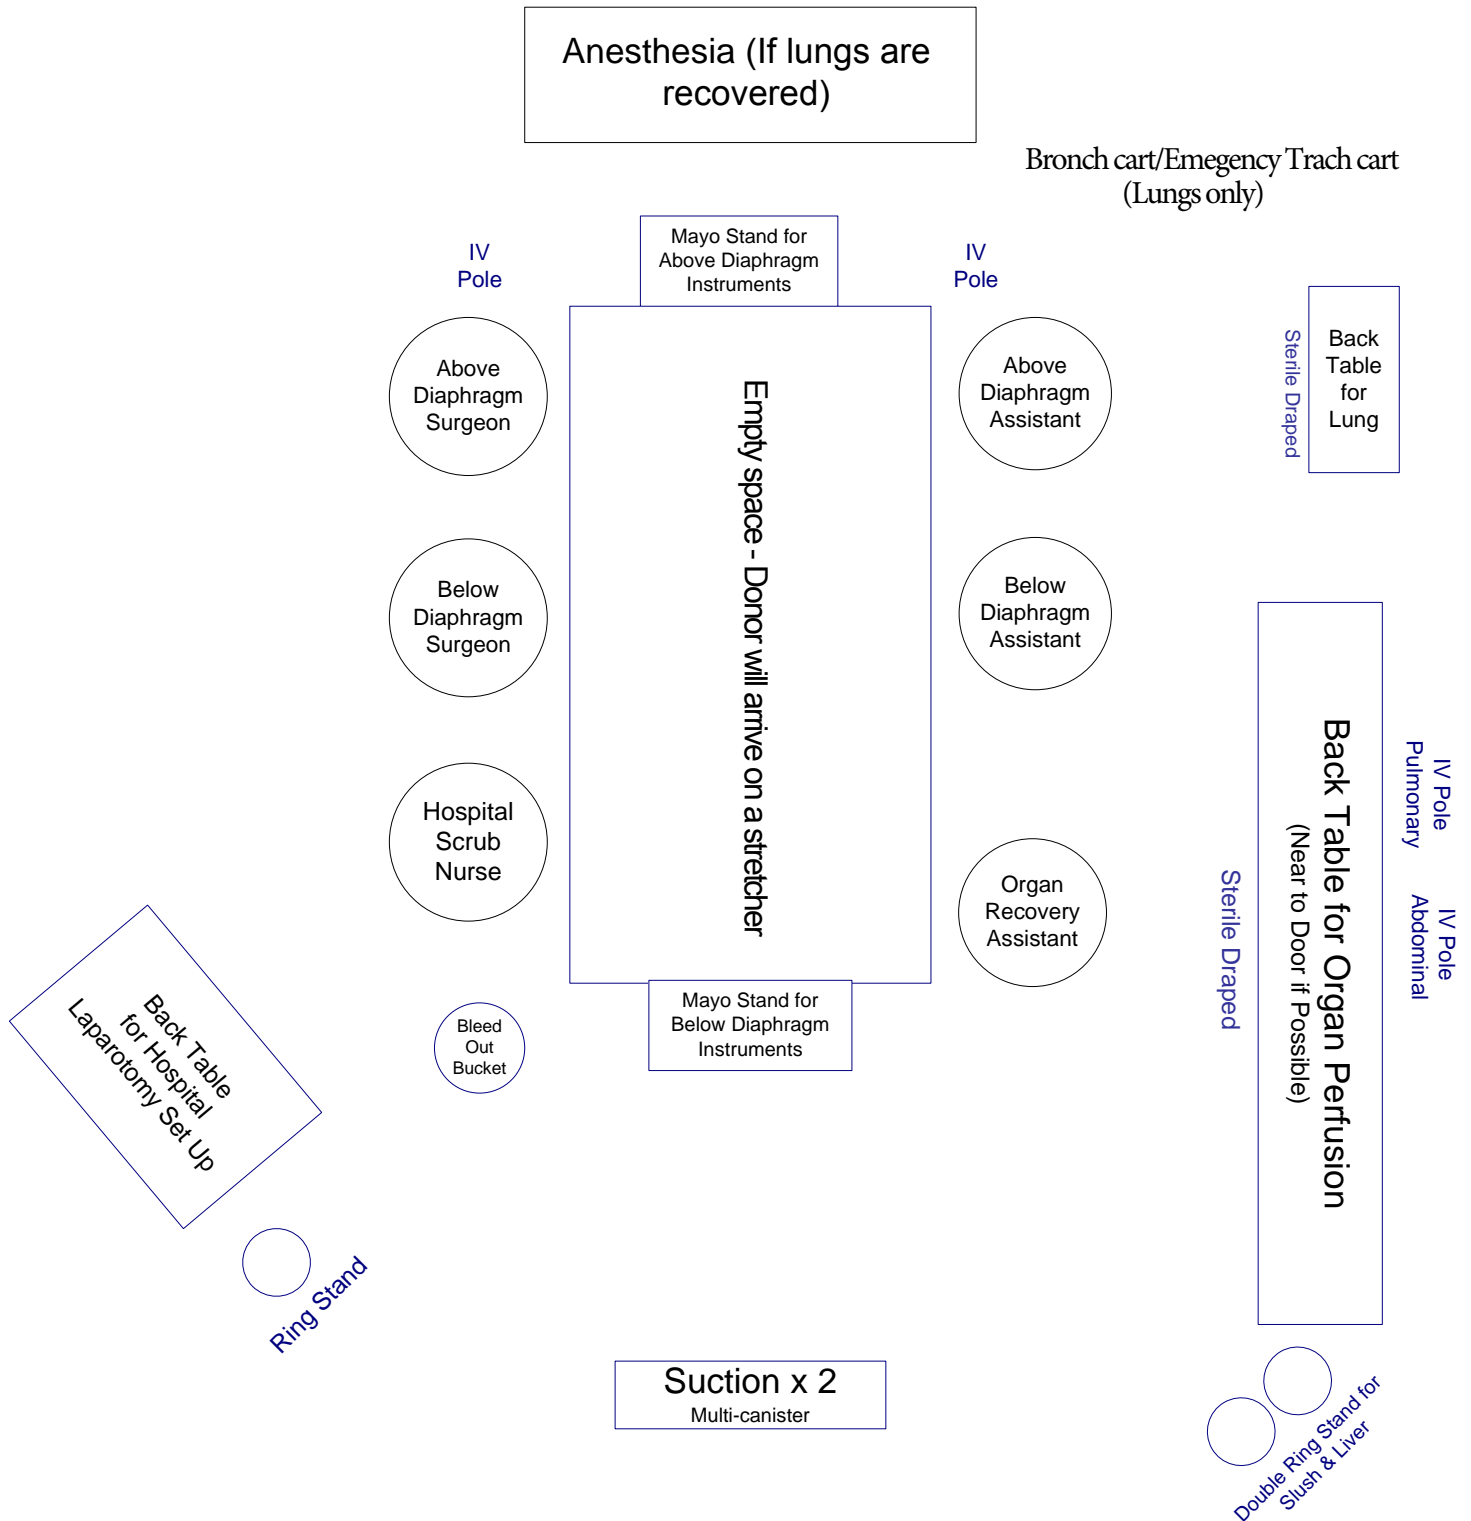 Anesthesia (If lungs are
recovered)
Bronch cart/Emegency Trach cart
(Lungs only)
IV
Pole
Mayo Stand for
Above Diaphragm
Instruments
IV
Pole
Above
Diaphragm
Surgeon
Above
Diaphragm
Assistant
Sterile Draped
Back
Table
for
Lung
Empty space - Donor will arrive on a stretcher
Below
Diaphragm
Surgeon
Below
Diaphragm
Assistant
Hospital
Scrub
Nurse
Organ
Recovery
Assistant
Sterile Draped
Back Table for Organ Perfusion
(Near to Door if Possible)
IV Pole
Pulmonary
IV Pole
Abdominal
Back Table
for Hospital
Laparotomy Set Up
Bleed
Out
Bucket
Mayo Stand for
Below Diaphragm
Instruments
Ring Stand
Suction x 2
Multi-canister
Double Ring Stand for
Slush & Liver